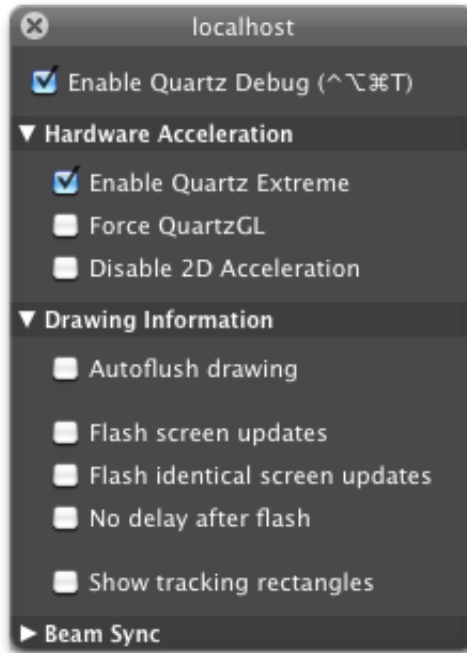 localhost
Enable Quartz Debug (^⌥⌘T)
Hardware Acceleration
Enable Quartz Extreme
Force QuartzGL
Disable 2D Acceleration
Drawing Information
Autoflush drawing
Flash screen updates
Flash identical screen updates
No delay after flash
Show tracking rectangles
Beam Sync